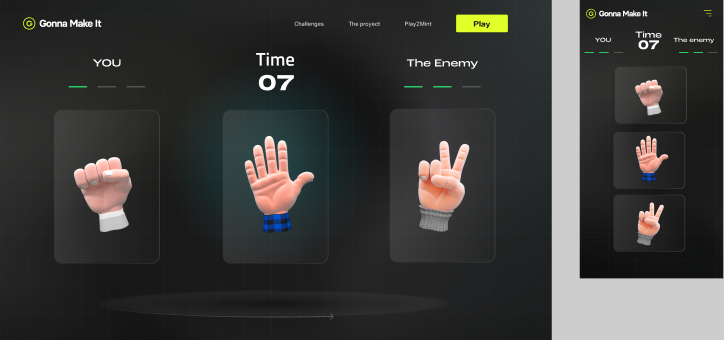 Gonna Make It
Challenges
The proyect
Play2Mint
Play
YOU
Time
07
The Enemy
Gonna Make It
YOU
Time
07
The enemy